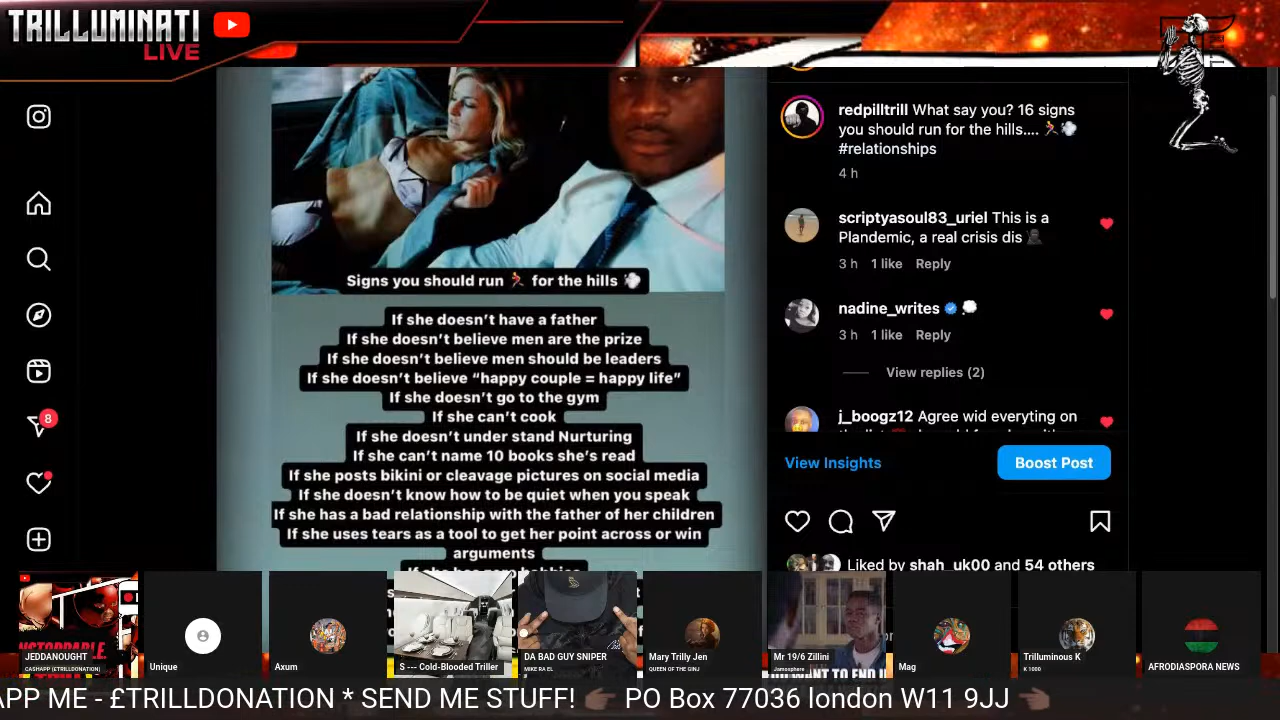 TRILLUMINATI
LIVE
redpilltrill What say you? 16 signs
you should run for the hills....
#relationships
4 h
scriptyasoul83_uriel This is a
Plandemic, a real crisis dis
3 h 1 like Reply
nadine_writes
3 h 1 like Reply
View replies (2)
j_boogz12 Agree wid everyting on
View Insights
Boost Post
Liked by shah_uk00 and 54 others
8
Signs you should run for the hills
If she doesn't have a father
If she doesn't believe men are the prize
If she doesn't believe men should be leaders
If she doesn't believe "happy couple = happy life"
If she doesn't go to the gym
If she can't cook
If she doesn't under stand Nurturing
If she can't name 10 books she's read
If she posts bikini or cleavage pictures on social media
If she doesn't know how to be quiet when you speak
If she has a bad relationship with the father of her children
If she uses tears as a tool to get her point across or win
arguments
If she has zero hobbies
UNSTOPPABLE
JEDDANOUGHT
CASHAPP (£TRILLDONATION)
Unique
Axum
S --- Cold-Blooded Triller
DA BAD GUY SNIPER
MIKE RA EL
Mary Trilly Jen
QUEEN OF THE GINJ
Mr 19/6 Zillini
Jamosphere
WANT TO END U
Mag
Trilluminous K
K 1000
AFRODIASPORA NEWS
APP ME - £TRILLDONATION * SEND ME STUFF! PO Box 77036 london W11 9JJ